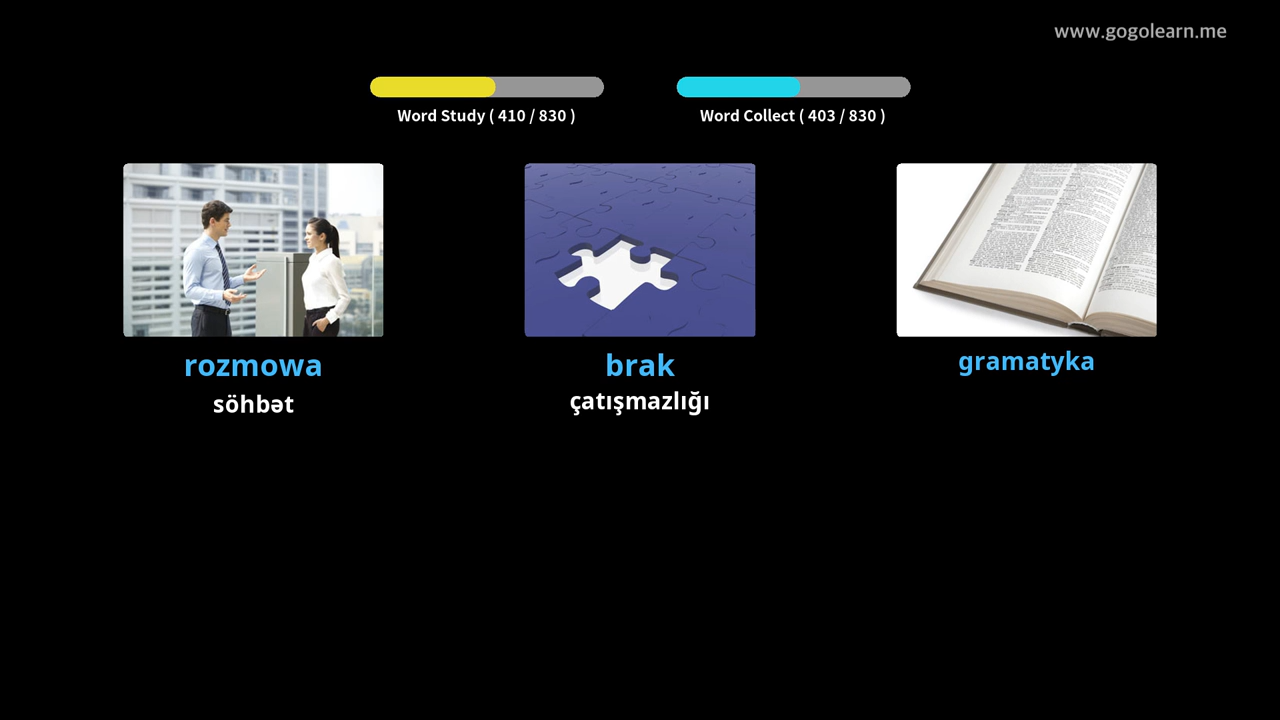 www.gogolearn.me
Word Study ( 410 / 830 )
Word Collect ( 403 / 830 )
rozmowa
söhbət
brak
çatışmazlığı
gramatyka